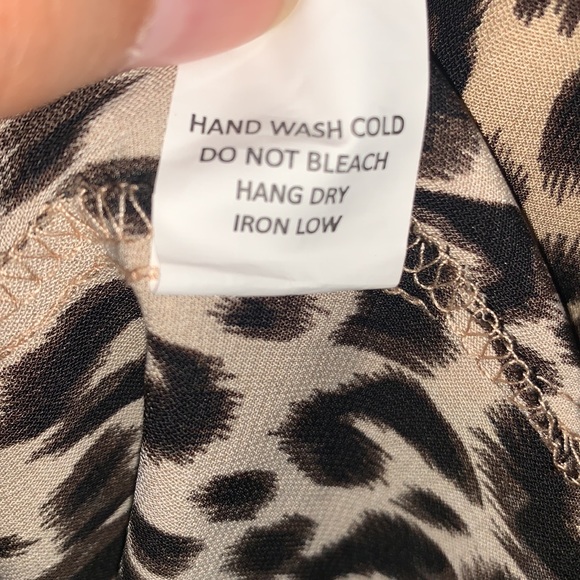 HAND WASH COLD
DO NOT BLEACH
HANG DRY
IRON LOW